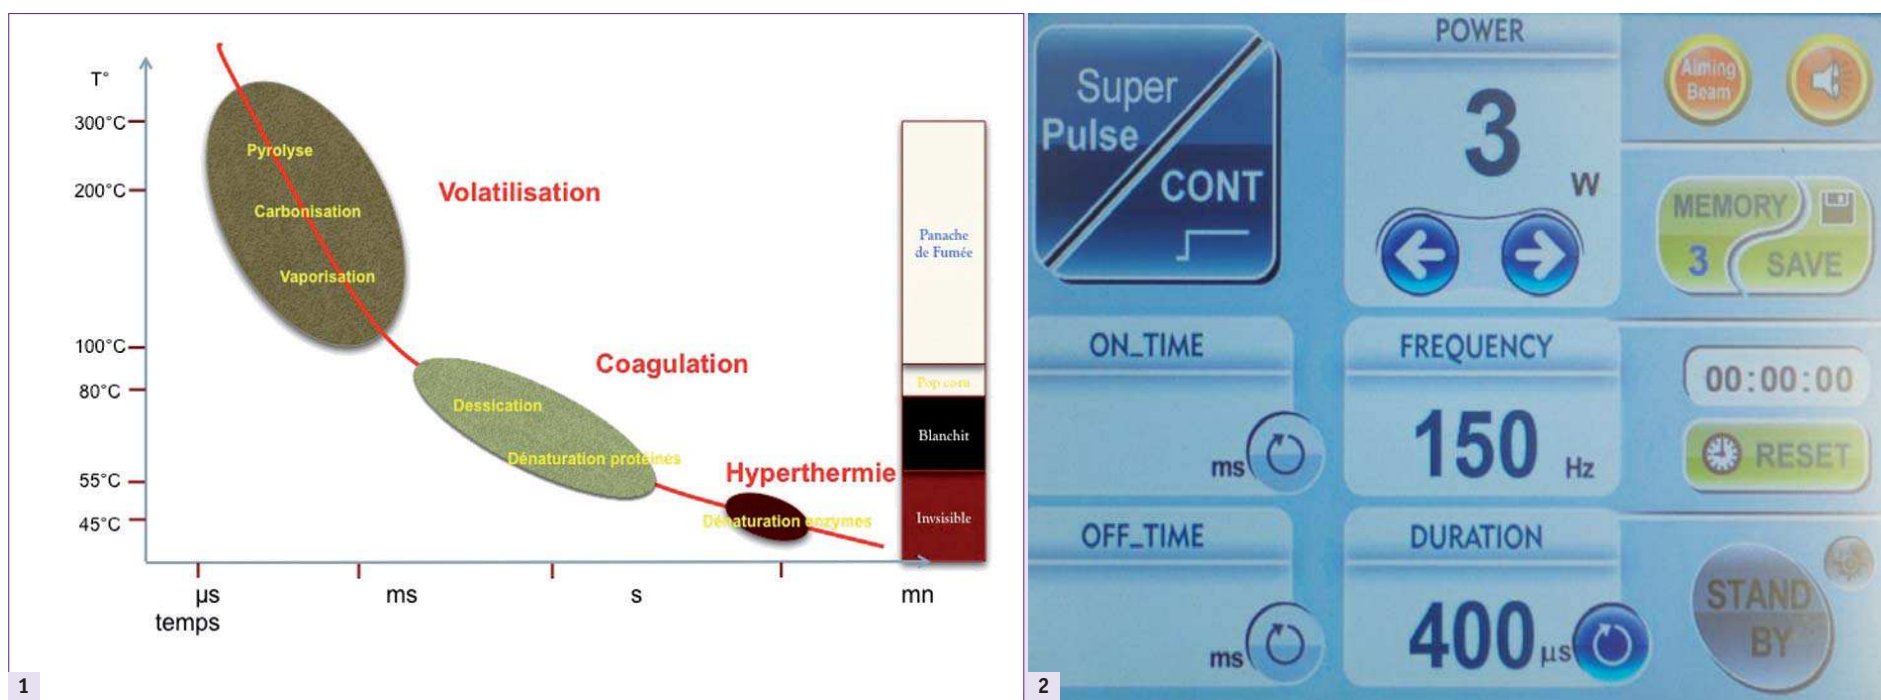 T°
300°C
200°C
100°C
80°C
55°C
45°C
Pyrolyse
Carbonisation
Vaporisation
Volatilisation
Coagulation
Dessication
Dénaturation protéines
Hyperthermie
Dénaturation enzymes
Panache
de Fumée
Pop corn
Blanchit
Invsisible
µs
ms
s
mn
temps
1
Super
Pulse
CONT
POWER
3
W
Aiming
Beam
MEMORY
3
SAVE
ON_TIME
ms
FREQUENCY
150
Hz
00:00:00
RESET
OFF_TIME
ms
DURATION
400
µs
STAND
BY
2